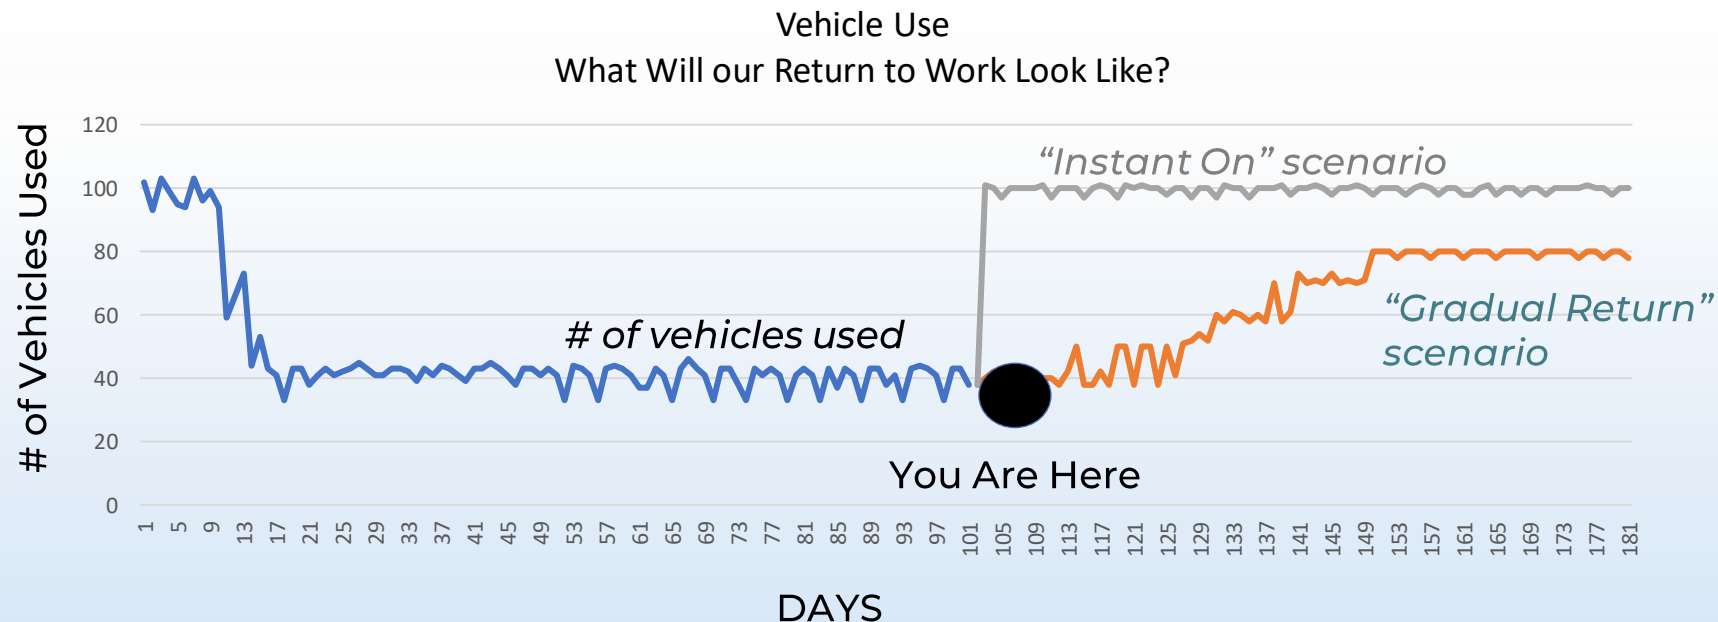 Vehicle Use
What Will our Return to Work Look Like?
# of Vehicles Used
120
100
80
60
40
20
0
“Instant On” scenario
# of vehicles used
“Gradual Return”
scenario
You Are Here
1 5 9 13 17 21 25 29 33 37 41 45 49 53 57 61 65 69 73 77 81 85 89 93 97 101 105 109 113 117 121 125 129 133 137 141 145 149 153 157 161 165 169 173 177 181
DAYS